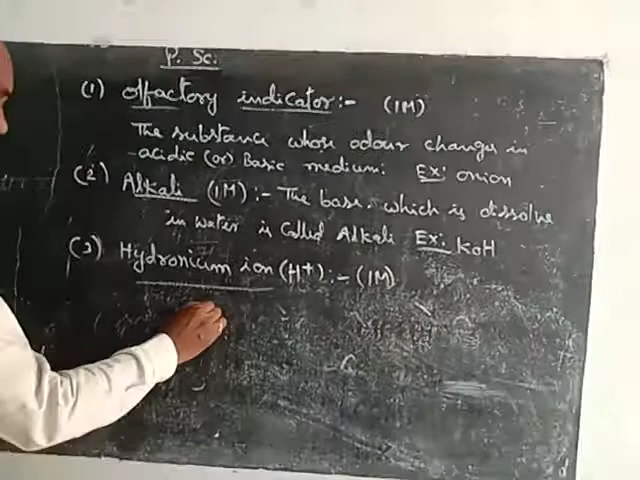 P. Sc.
(1) Olfactory indicator:- (1M)
The substance whose odour changes in
acidic (or) Basic medium: Ex: onion
(2) Alkali (1M):- The base. which is dissolve
in water is called Alkali Ex: KOH
(3) Hydronium ion (H+):- (1M)